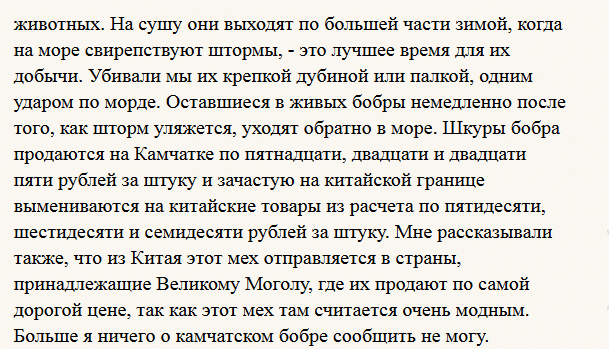 животных. На сушу они выходят по большей части зимой, когда
на море свирепствуют штормы, - это лучшее время для их
добычи. Убивали мы их крепкой дубиной или палкой, одним
ударом по морде. Оставшиеся в живых бобры немедленно после
того, как шторм уляжется, уходят обратно в море. Шкуры бобра
продаются на Камчатке по пятнадцати, двадцати и двадцати
пяти рублей за штуку и зачастую на китайской границе
вымениваются на китайские товары из расчета по пятидесяти,
шестидесяти и семидесяти рублей за штуку. Мне рассказывали
также, что из Китая этот мех отправляется в страны,
принадлежащие Великому Моголу, где их продают по самой
дорогой цене, так как этот мех там считается очень модным.
Больше я ничего о камчатском бобре сообщить не могу.